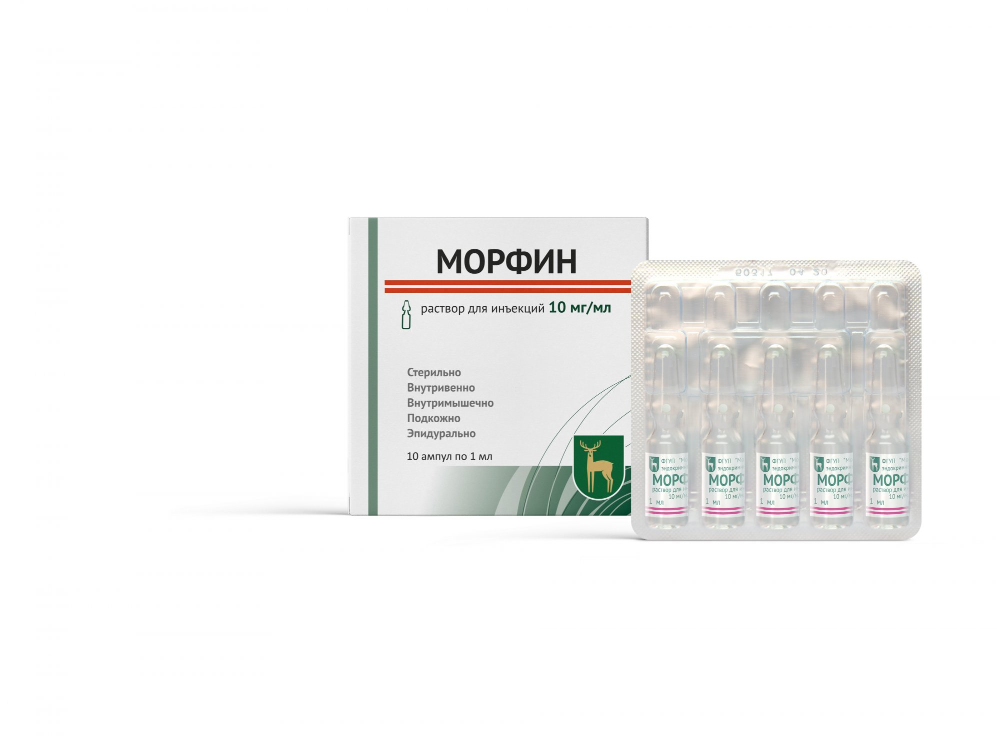 МОРФИН
раствор для инъекций 10 мг/мл
Стерильно
Внутривенно
Внутримышечно
Подкожно
Эпидурально
10 ампул по 1 мл
60317 04 20
ФГУП "Мо
эндокринн
МОРФ
раствор для ин
10 мг/м
1 мл
ФГУП "Мо
эндокринн
МОРФ
раствор для ин
10 мг/м
1 мл
ФГУП "Мо
эндокринн
МОРФ
раствор для ин
10 мг/м
1 мл
ФГУП "Мо
эндокринн
МОРФ
раствор для ин
10 мг/м
1 мл
ФГУП "Мо
эндокринн
МОРФ
раствор для ин
10 мг/м
1 мл